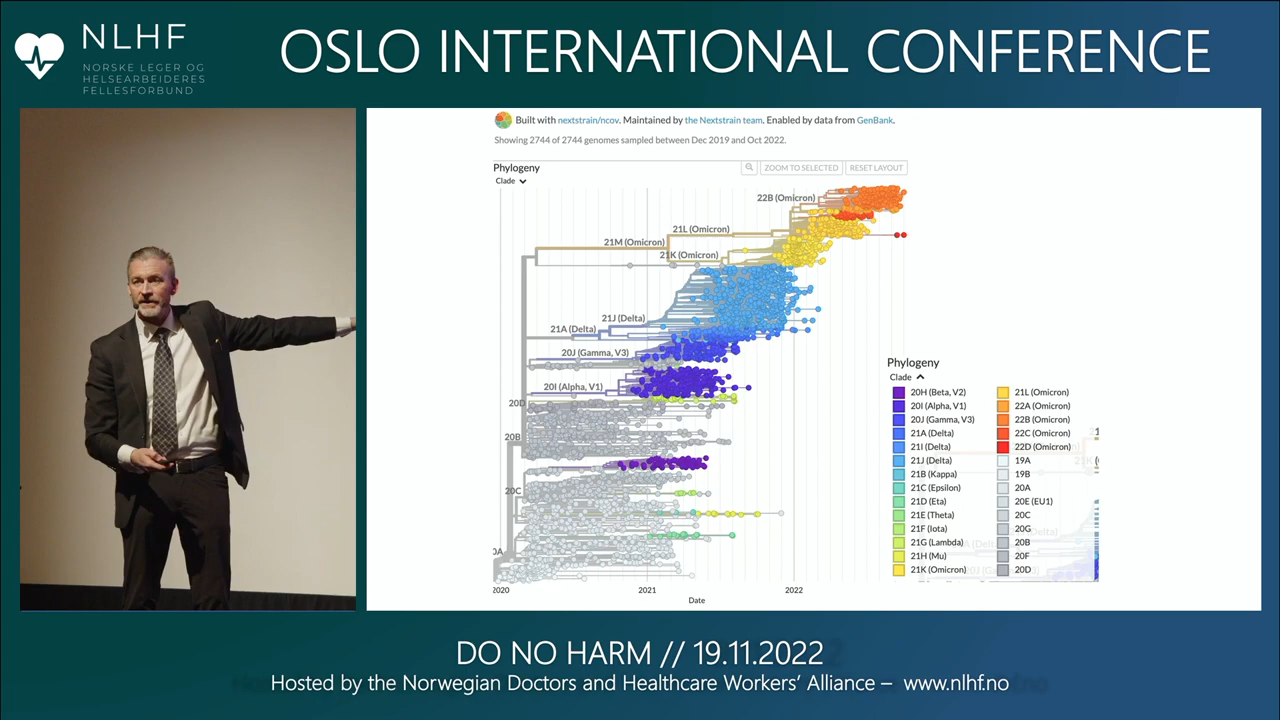 NLHF
NORSKE LEGER OG
HELSEARBEIDERES
FELLESFORBUND
OSLO INTERNATIONAL CONFERENCE
Built with nextstrain/ncov. Maintained by the Nextstrain team. Enabled by data from GenBank.
Showing 2744 of 2744 genomes sampled between Dec 2019 and Oct 2022.
Phylogeny
ZOOM TO SELECTED
RESET LAYOUT
Clade
22B (Omicron)
21L (Omicron)
21M (Omicron)
21K (Omicron)
21J (Delta)
21A (Delta)
20J (Gamma, V3)
20I (Alpha, V1)
20D
20B
20C
0A
2020
2021
2022
Date
Phylogeny
Clade
20H (Beta, V2)
20I (Alpha, V1)
20J (Gamma, V3)
21A (Delta)
21I (Delta)
21J (Delta)
21B (Kappa)
21C (Epsilon)
21D (Eta)
21E (Theta)
21F (Iota)
21G (Lambda)
21H (Mu)
21K (Omicron)
21L (Omicron)
22A (Omicron)
22B (Omicron)
22C (Omicron)
22D (Omicron)
19A
19B
20A
20E (EU1)
20C
20G
20B
20F
20D
DO NO HARM // 19.11.2022
Hosted by the Norwegian Doctors and Healthcare Workers' Alliance – www.nlhf.no